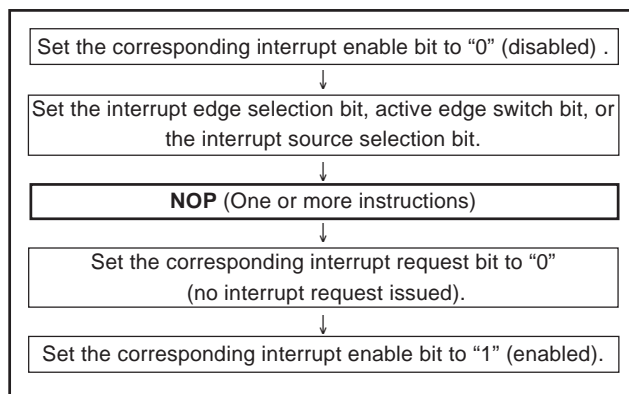 Set the corresponding interrupt enable bit to “0” (disabled) .
↓
Set the interrupt edge selection bit, active edge switch bit, or
the interrupt source selection bit.
↓
NOP (One or more instructions)
↓
Set the corresponding interrupt request bit to “0”
(no interrupt request issued).
↓
Set the corresponding interrupt enable bit to “1” (enabled).